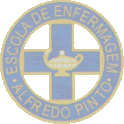 ESCOLA DE ENFERMAGEM
ALFREDO PINTO